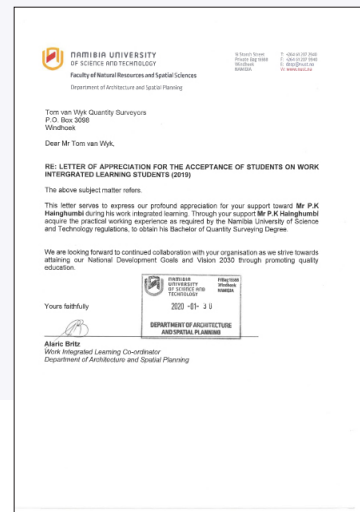 NAMIBIA UNIVERSITY
OF SCIENCE AND TECHNOLOGY
Faculty of Natural Resources and Spatial Sciences
Department of Architecture and Spatial Planning
Private Bag
Windhoek
NAMIBIA
Tom van Wyk Quantity Surveyors
P.O. Box 3098
Windhoek
Dear Mr Tom van Wyk,
RE: LETTER OF APPRECIATION FOR THE ACCEPTANCE OF STUDENTS ON WORK
INTERGRATED LEARNING STUDENTS (2019)
The above subject matter refers.
This letter serves to express our profound appreciation for your support toward Mr P.K
Hainghumbi during his work integrated learning. Through your support Mr P.K Hainghumbi
acquire the practical working experience as required by the Namibia University of Science
and Technology regulations, to obtain his Bachelor of Quantity Surveying Degree.
We are looking forward to continued collaboration with your organisation as we strive towards
attaining our National Development Goals and Vision 2030 through promoting quality
education.
NAMIBIA
UNIVERSITY
OF SCIENCE AND
TECHNOLOGY
Windhoek
NAMIBIA
Yours faithfully
2020 -01- 30
DEPARTMENT OF ARCHITECTURE
AND SPATIAL PLANNING
Alaric Britz
Work Integrated Learning Co-ordinator
Department of Architecture and Spatial Planning